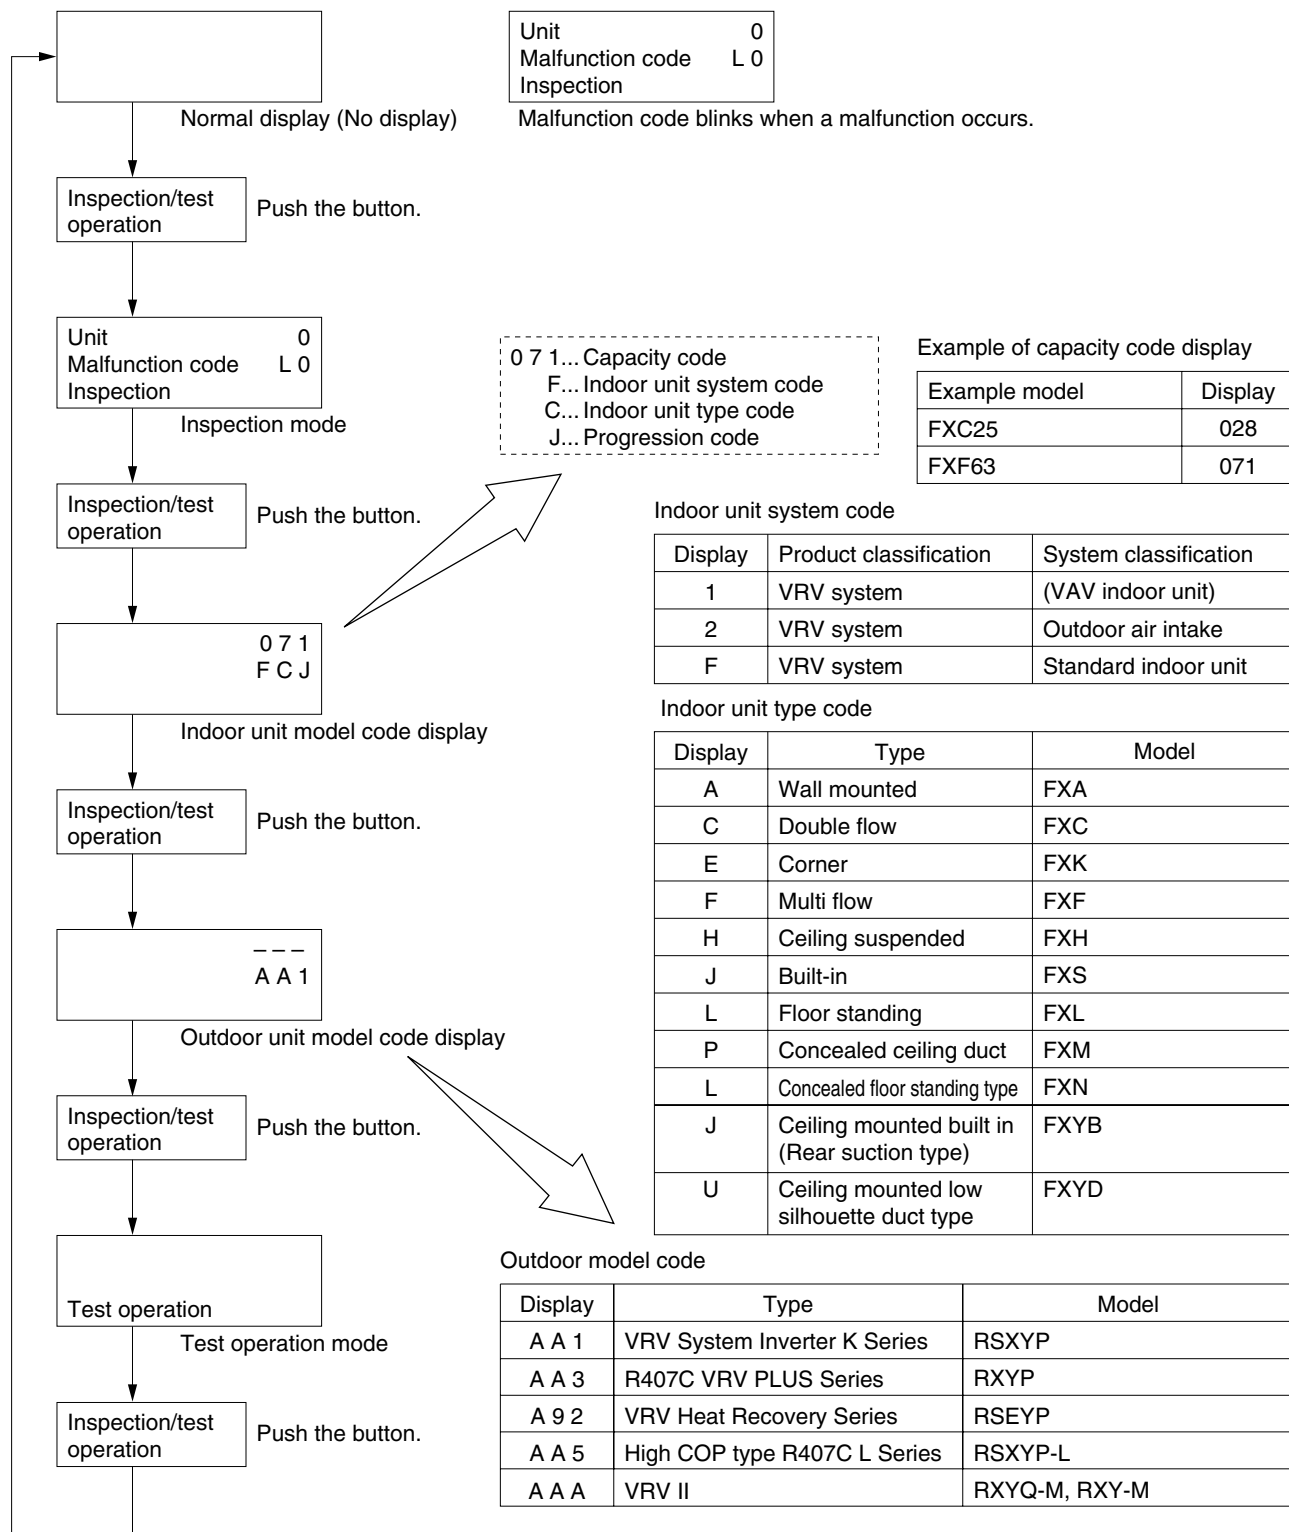 Unit 0
Malfunction code L 0
Inspection
Normal display (No display)
Malfunction code blinks when a malfunction occurs.
Inspection/test
operation
Push the button.
Unit 0
Malfunction code L 0
Inspection
Inspection mode
0 7 1... Capacity code
F... Indoor unit system code
C... Indoor unit type code
J... Progression code
Example of capacity code display
Example model Display
FXC25 028
FXF63 071
Inspection/test
operation
Push the button.
0 7 1
F C J
Indoor unit model code display
Indoor unit system code
Display Product classification System classification
1 VRV system (VAV indoor unit)
2 VRV system Outdoor air intake
F VRV system Standard indoor unit
Indoor unit type code
Display Type Model
A Wall mounted FXA
C Double flow FXC
E Corner FXK
F Multi flow FXF
H Ceiling suspended FXH
J Built-in FXS
L Floor standing FXL
P Concealed ceiling duct FXM
L Concealed floor standing type FXN
J Ceiling mounted built in FXYB
(Rear suction type)
U Ceiling mounted low FXYD
silhouette duct type
Inspection/test
operation
Push the button.
– – –
A A 1
Outdoor unit model code display
Inspection/test
operation
Push the button.
Test operation
Test operation mode
Inspection/test
operation
Push the button.
Outdoor model code
Display Type Model
A A 1 VRV System Inverter K Series RSXYP
A A 3 R407C VRV PLUS Series RXYP
A 9 2 VRV Heat Recovery Series RSEYP
A A 5 High COP type R407C L Series RSXYP-L
A A A VRV II RXYQ-M, RXY-M